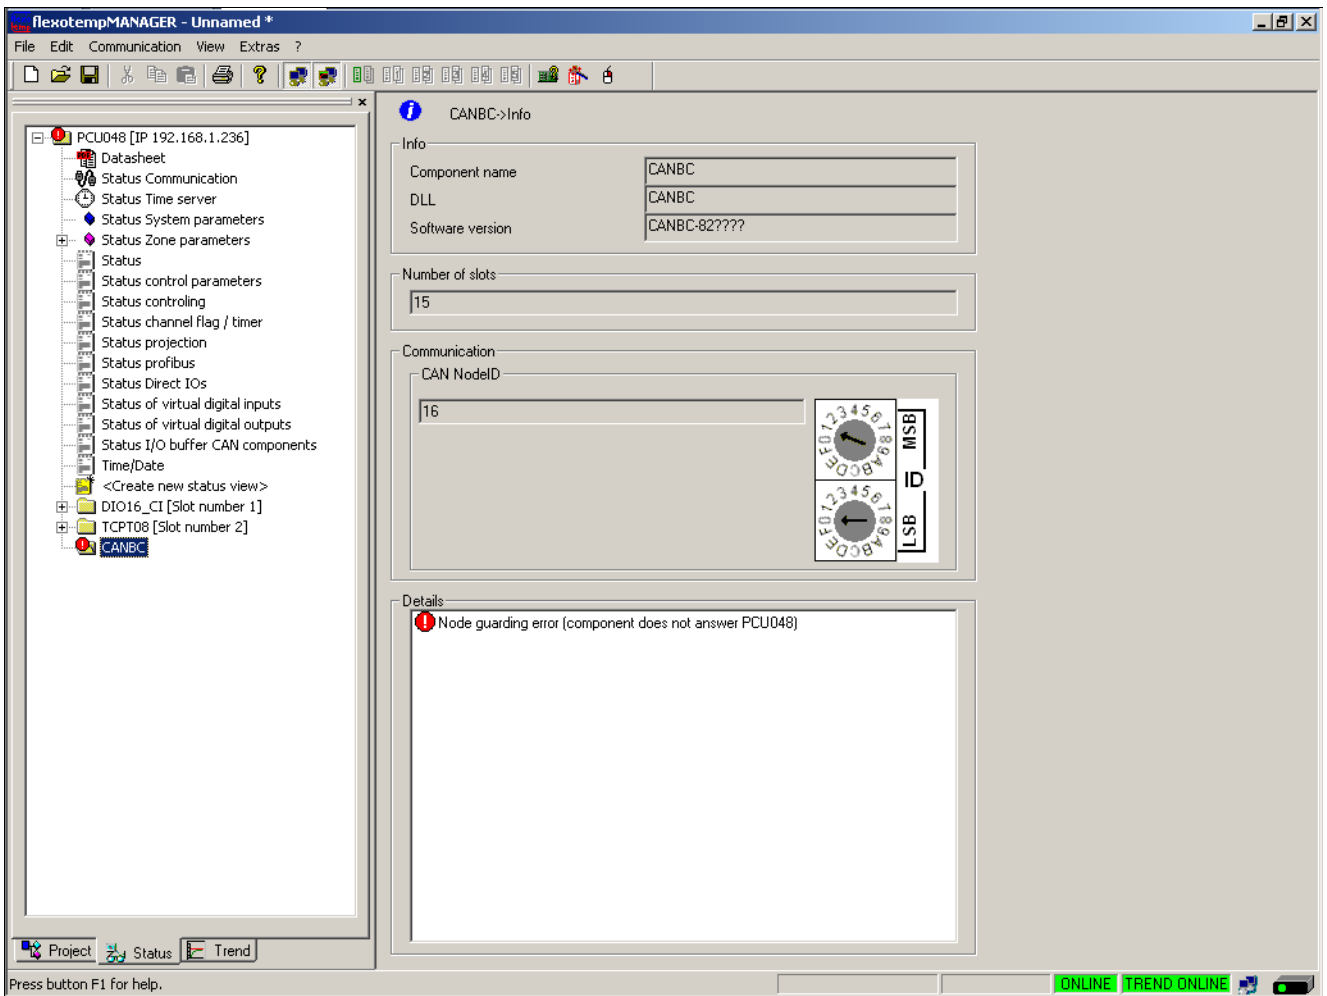 flexotempMANAGER - Unnamed *
File Edit Communication View Extras ?
PCU048 [IP 192.168.1.236]
Datasheet
Status Communication
Status Time server
Status System parameters
Status Zone parameters
Status
Status control parameters
Status controling
Status channel flag / timer
Status projection
Status profibus
Status Direct IOs
Status of virtual digital inputs
Status of virtual digital outputs
Status I/O buffer CAN components
Time/Date
<Create new status view>
DIO16_CI [Slot number 1]
TCPT08 [Slot number 2]
CANBC
Project Status Trend
CANBC->Info
Info
Component name CANBC
DLL CANBC
Software version CANBC-82????
Number of slots
15
Communication
CAN NodeID
16
0123456789ABCDEF
MSB
ID
0123456789ABCDEF
LSB
Details
Node guarding error (component does not answer PCU048)
Press button F1 for help.
ONLINE TREND ONLINE